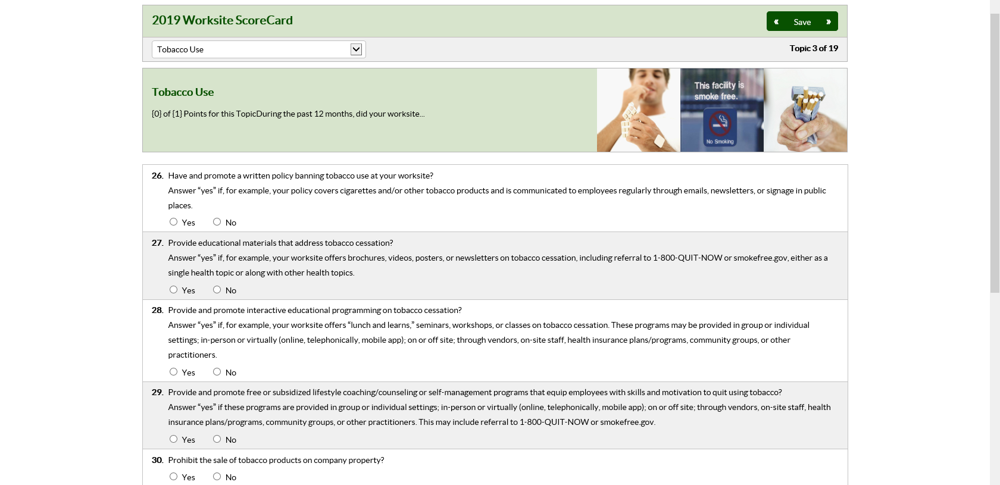 2019 Worksite ScoreCard
« Save »
Tobacco Use
Topic 3 of 19
Tobacco Use
{0} of {1} Points for this TopicDuring the past 12 months, did your worksite...
This facility is
smoke free.
No Smoking
26. Have and promote a written policy banning tobacco use at your worksite?
Answer “yes” if, for example, your policy covers cigarettes and/or other tobacco products and is communicated to employees regularly through emails, newsletters, or signage in public
places.
Yes No
27. Provide educational materials that address tobacco cessation?
Answer “yes” if, for example, your worksite offers brochures, videos, posters, or newsletters on tobacco cessation, including referral to 1-800-QUIT-NOW or smokefree.gov, either as a
single health topic or along with other health topics.
Yes No
28. Provide and promote interactive educational programming on tobacco cessation?
Answer “yes” if, for example, your worksite offers “lunch and learns,” seminars, workshops, or classes on tobacco cessation. These programs may be provided in group or individual
settings; in-person or virtually (online, telephonically, mobile app); on or off site; through vendors, on-site staff, health insurance plans/programs, community groups, or other
practitioners.
Yes No
29. Provide and promote free or subsidized lifestyle coaching/counseling or self-management programs that equip employees with skills and motivation to quit using tobacco?
Answer “yes” if these programs are provided in group or individual settings; in-person or virtually (online, telephonically, mobile app); on or off site; through vendors, on-site staff, health
insurance plans/programs, community groups, or other practitioners. This may include referral to 1-800-QUIT-NOW or smokefree.gov.
Yes No
30. Prohibit the sale of tobacco products on company property?
Yes No